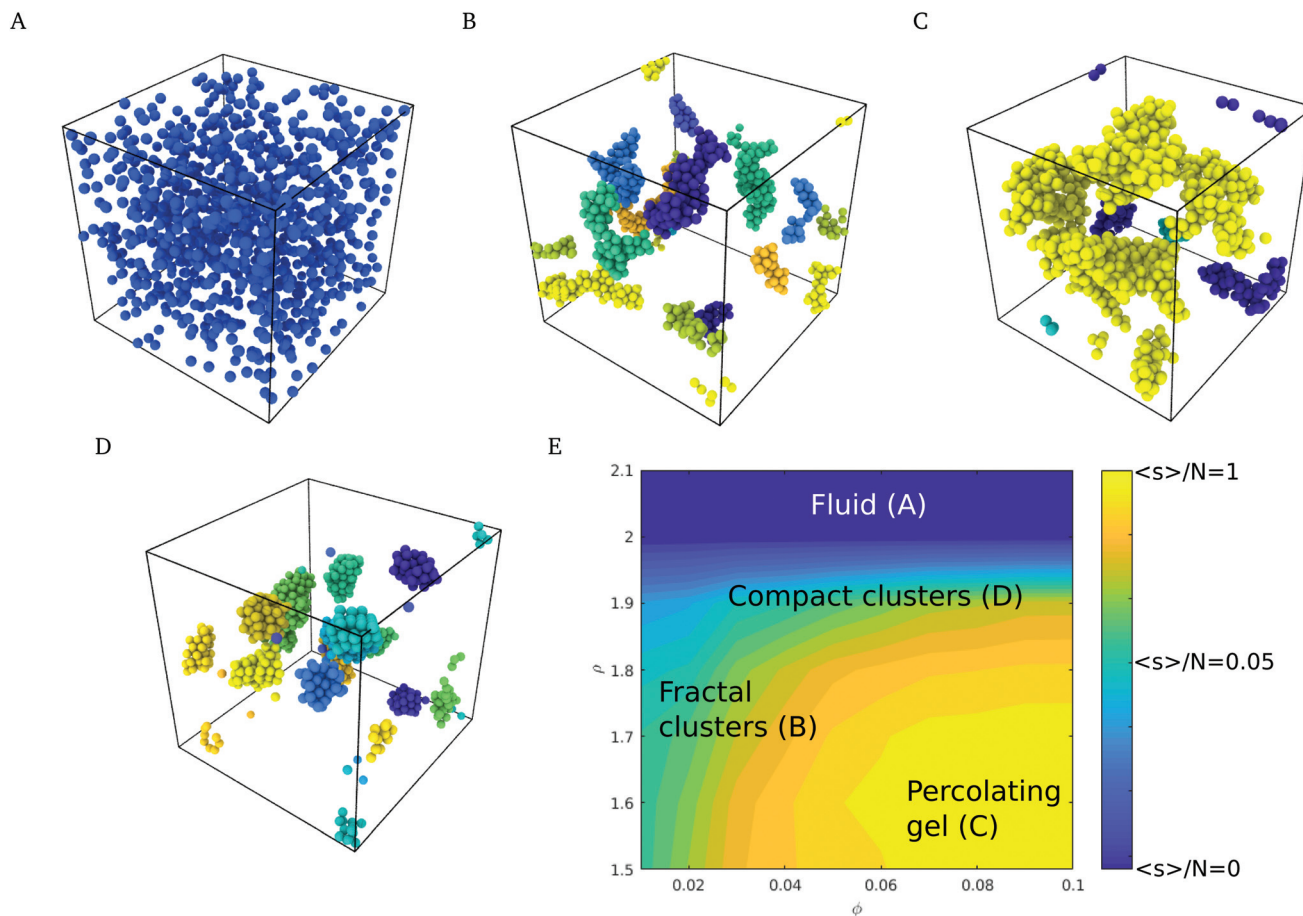 A
B
C
D
E
2.1
2
1.9
1.8
1.7
1.6
1.5
ρ
Fluid (A)
Compact clusters (D)
Fractal
clusters (B)
Percolating
gel (C)
0.02
0.04
0.06
0.08
0.1
ϕ
<s>/N=1
<s>/N=0.05
<s>/N=0